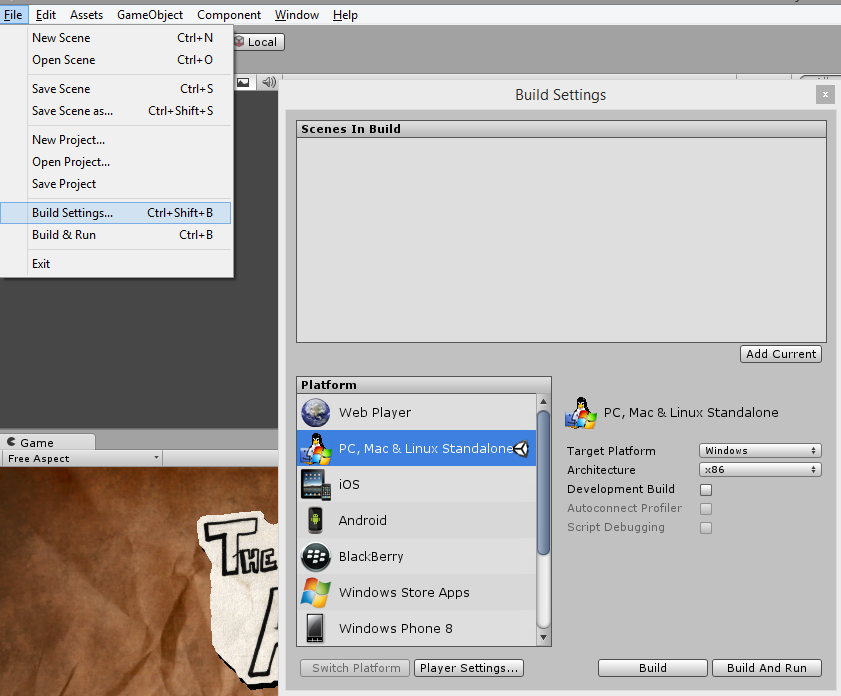 File Edit Assets GameObject Component Window Help
New Scene Ctrl+N
Open Scene Ctrl+O
Save Scene Ctrl+S
Save Scene as... Ctrl+Shift+S
New Project...
Open Project...
Save Project
Build Settings... Ctrl+Shift+B
Build & Run Ctrl+B
Exit
Local
Game
Free Aspect
THE
Build Settings
x
Scenes In Build
Add Current
Platform
Web Player
PC, Mac & Linux Standalone
iOS
Android
BlackBerry
Windows Store Apps
Windows Phone 8
Switch Platform
Player Settings...
PC, Mac & Linux Standalone
Target Platform Windows
Architecture x86
Development Build
Autoconnect Profiler
Script Debugging
Build
Build And Run